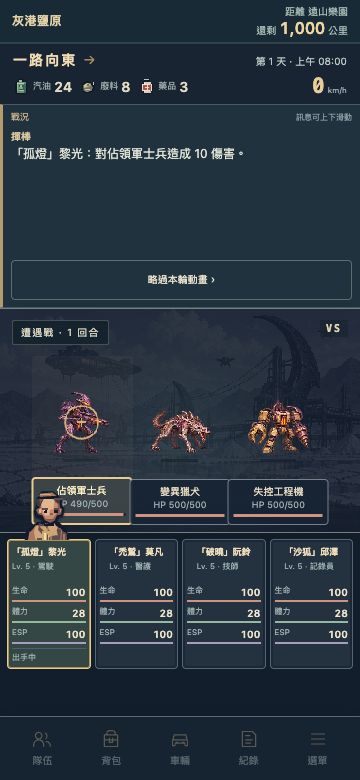 灰港鹽原
距離 遠山樂園
還剩 1,000 公里
一路向東 →
第 1 天 · 上午 08:00
汽油 24 廢料 8 藥品 3
0 km/h
戰況
訊息可上下滑動
揮棒
「孤燈」黎光：對佔領軍士兵造成 10 傷害。
略過本輪動畫 ›
遭遇戰 · 1 回合
VS
佔領軍士兵 變異獵犬 失控工程機
HP 490/500 HP 500/500 HP 500/500
「孤燈」黎光 「禿鷲」莫凡 「破曉」阮鈴 「沙狐」邱澤
Lv. 5 · 駕駛 Lv. 5 · 醫護 Lv. 5 · 技師 Lv. 5 · 記錄員
生命 100 生命 100 生命 100 生命 100
體力 28 體力 28 體力 28 體力 28
ESP 100 ESP 100 ESP 100 ESP 100
出手中
隊伍 背包 車輛 紀錄 選單